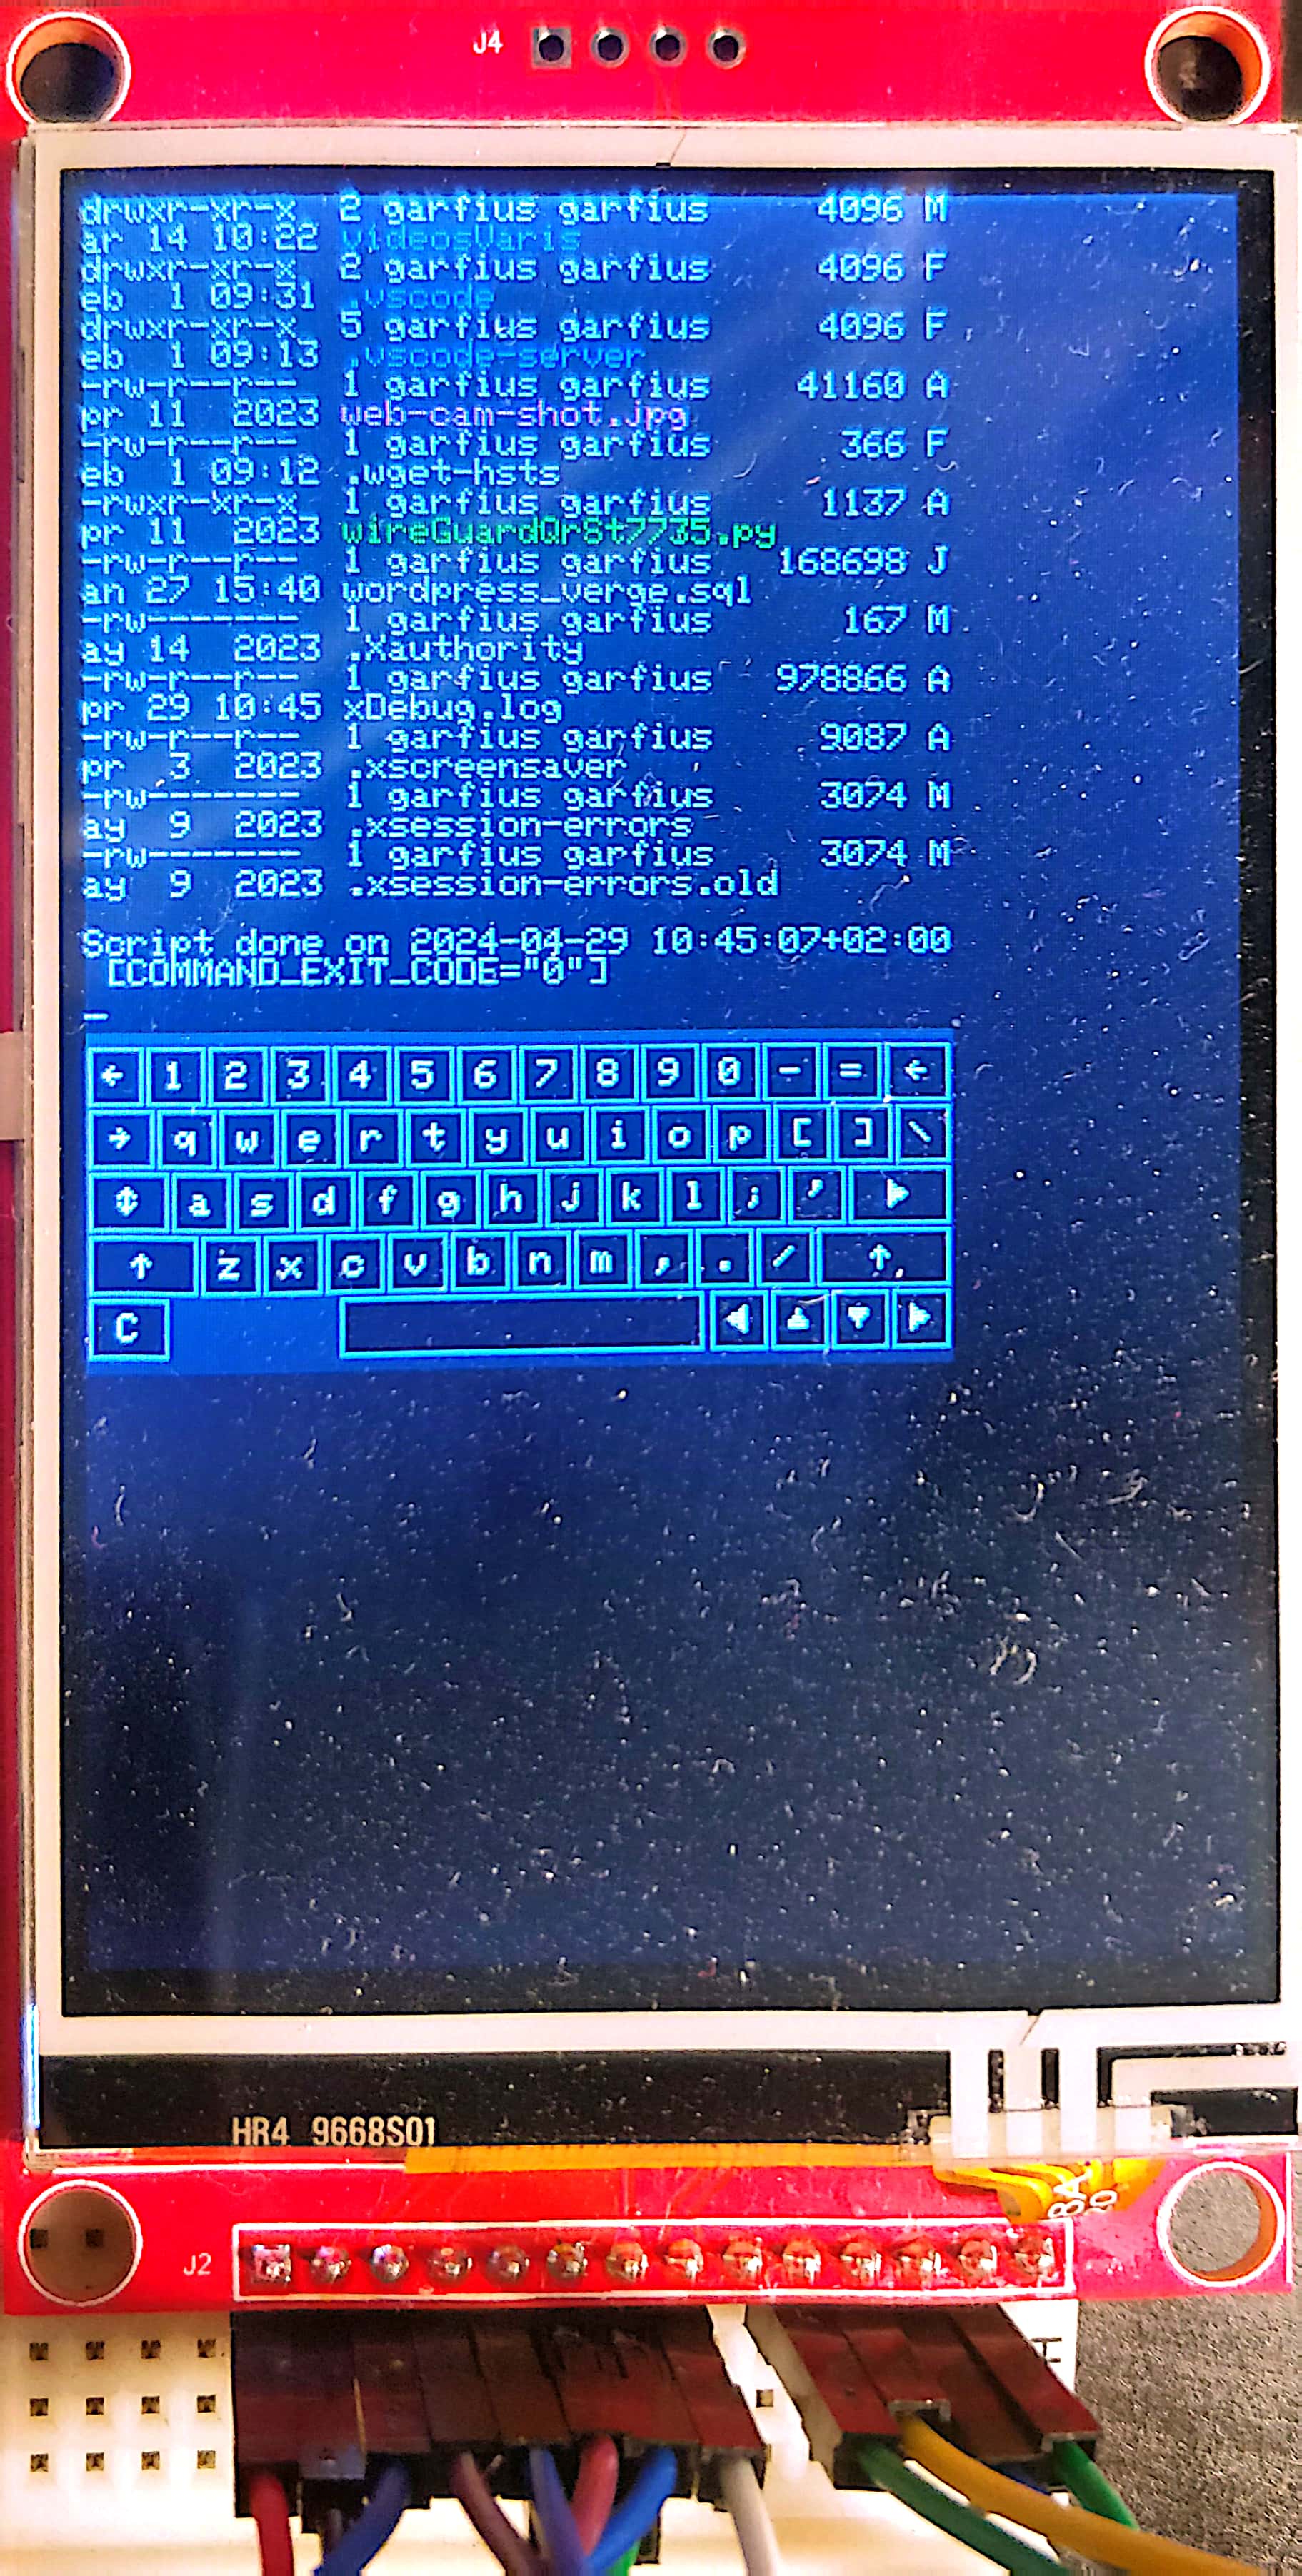 J4
drwxr-xr-x 2 garfius garfius 4096 M
ar 14 10:22 videosVaris
drwxr-xr-x 2 garfius garfius 4096 F
eb 1 09:31 .vscode
drwxr-xr-x 5 garfius garfius 4096 F
eb 1 09:13 .vscode-server
-rw-r--r-- 1 garfius garfius 41160 A
pr 11 2023 web-cam-shot.jpg
-rw-r--r-- 1 garfius garfius 366 F
eb 1 09:12 .wget-hsts
-rwxr-xr-x 1 garfius garfius 1137 A
pr 11 2023 wireGuardQrSt7735.py
-rw-r--r-- 1 garfius garfius 168698 J
an 27 15:40 wordpress_verge.sql
-rw------- 1 garfius garfius 167 M
ay 14 2023 .Xauthority
-rw-r--r-- 1 garfius garfius 978866 A
pr 29 10:45 xDebug.log
-rw-r--r-- 1 garfius garfius 9087 A
pr 3 2023 .xscreensaver
-rw------- 1 garfius garfius 3074 M
ay 9 2023 .xsession-errors
-rw------- 1 garfius garfius 3074 M
ay 9 2023 .xsession-errors.old
Script done on 2024-04-29 10:45:07+02:00
[COMMAND_EXIT_CODE="0"]
_
← 1 2 3 4 5 6 7 8 9 0 - = ←
→ q w e r t y u i o p [ ] \
↕ a s d f g h j k l ; ' ►
↑ z x c v b n m , . / ↑
C ◄ ▲ ▼ ►
HR4 9668S01
J2